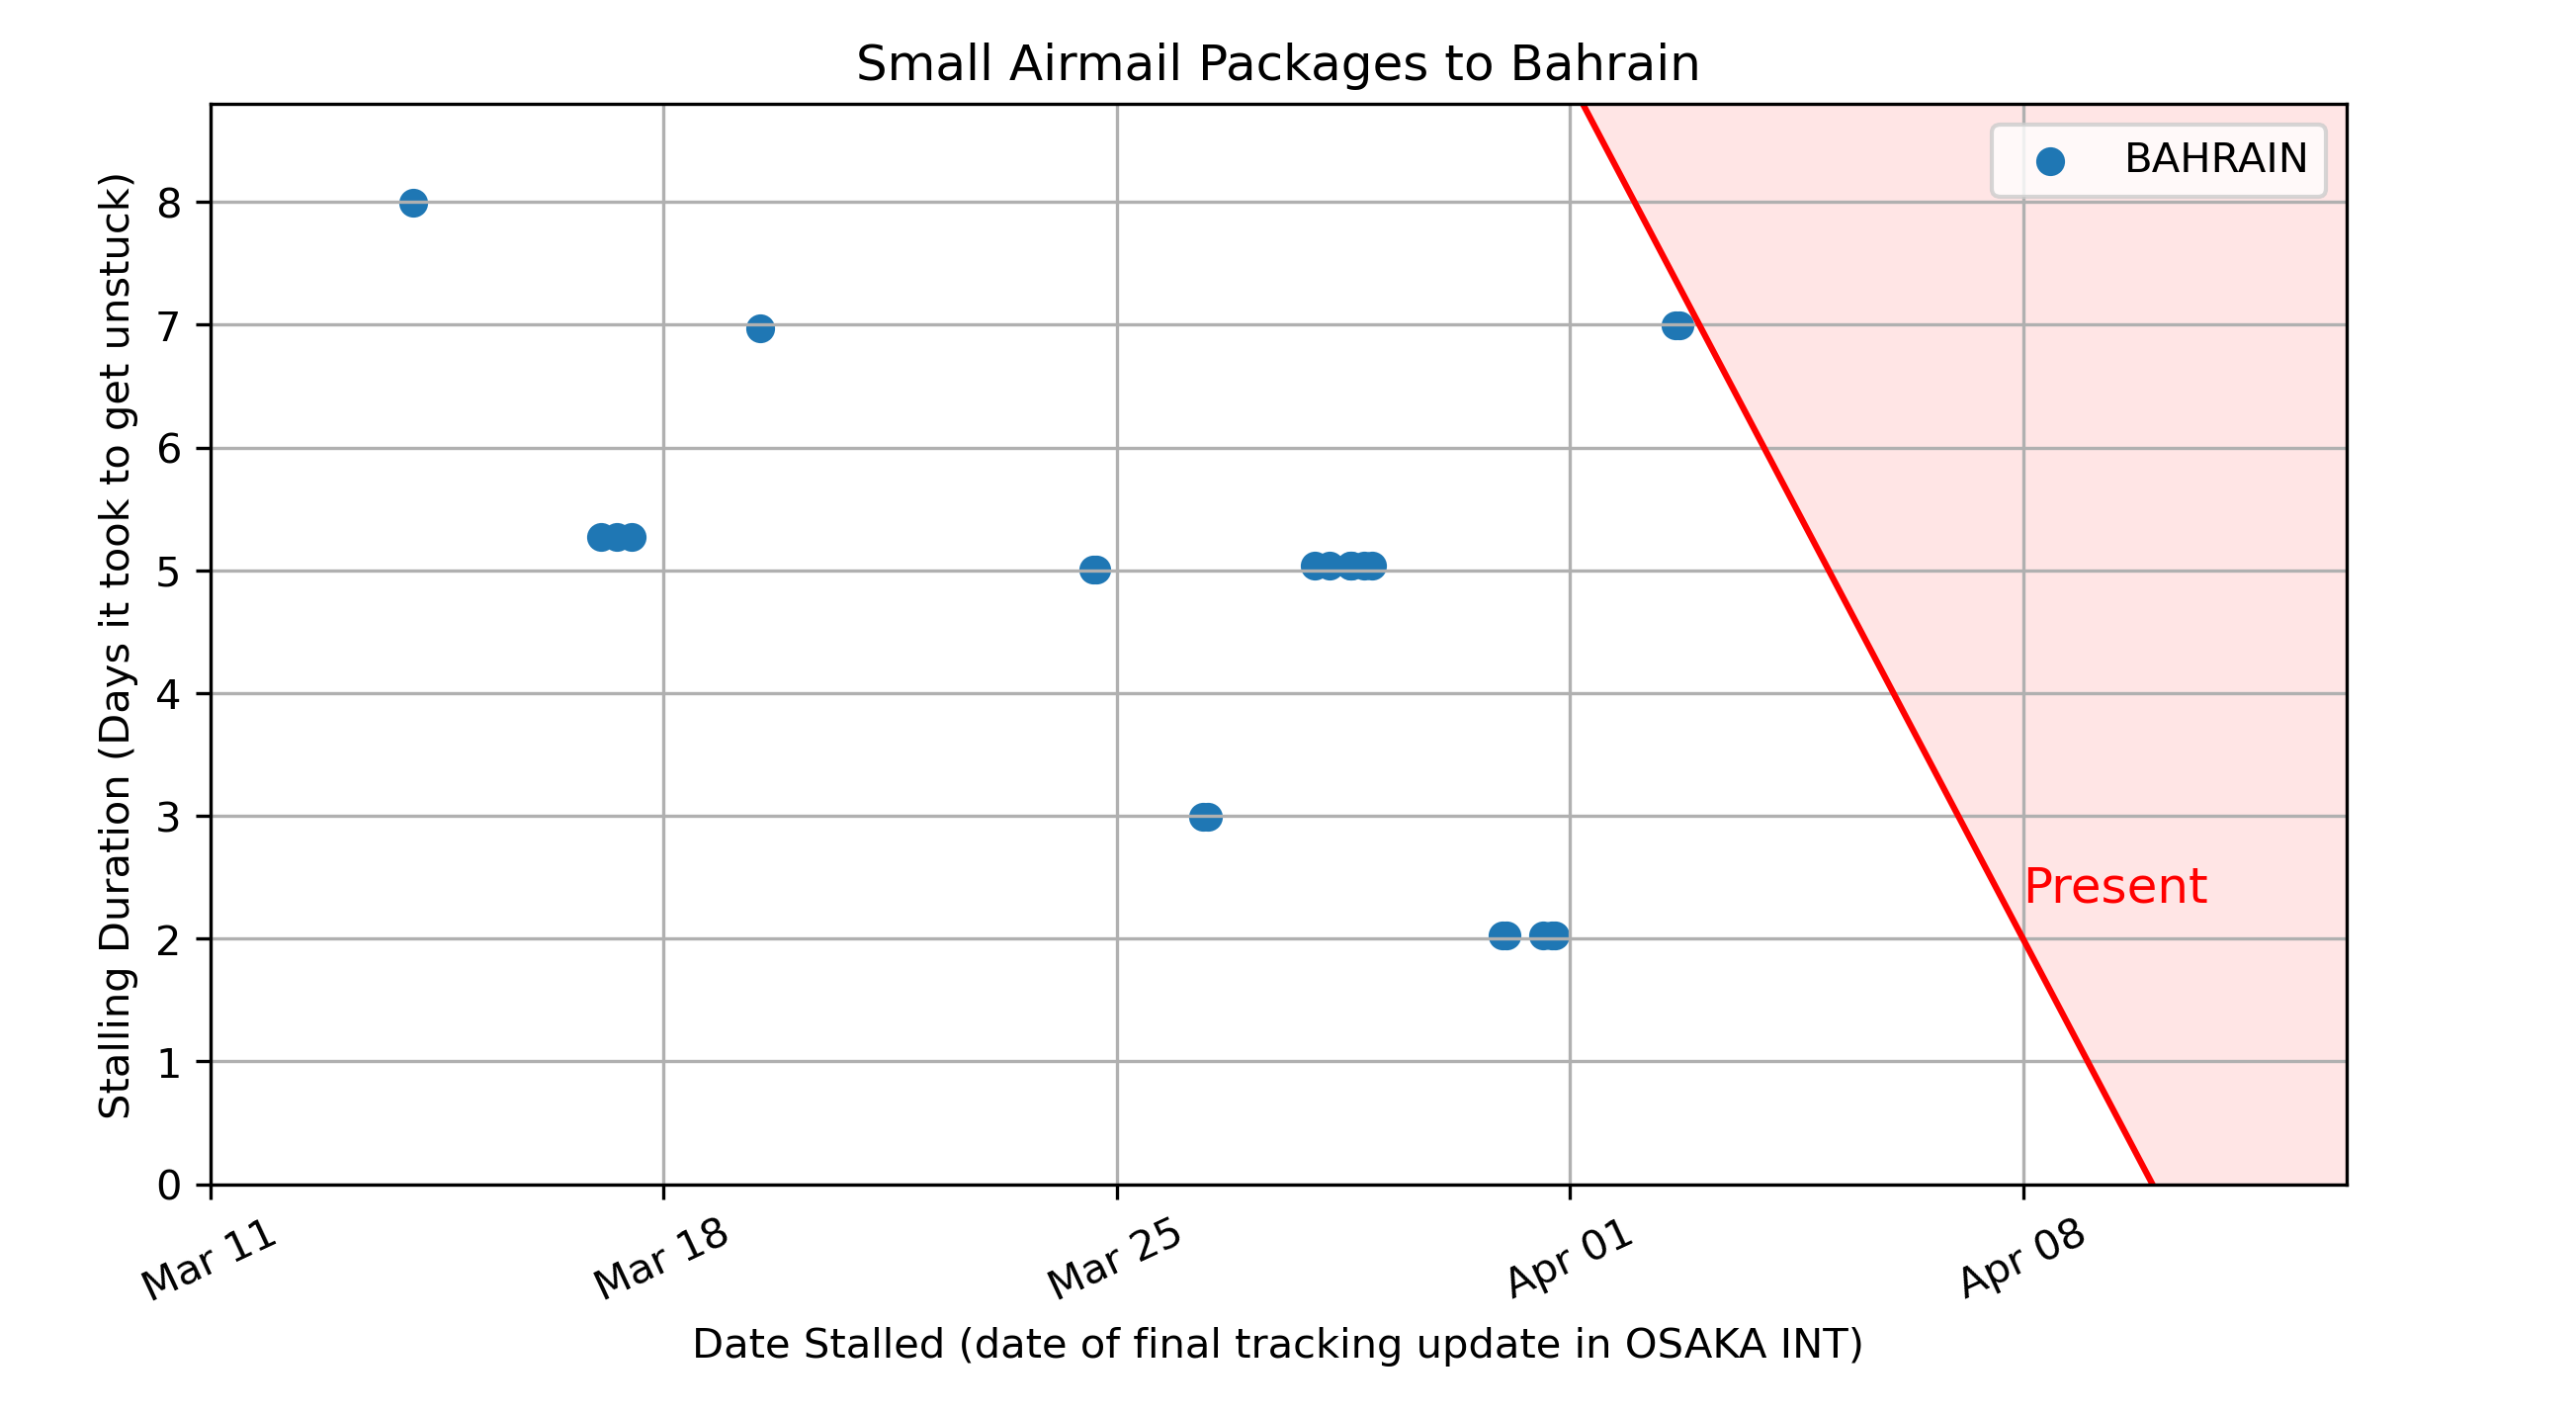 Small Airmail Packages to Bahrain
BAHRAIN
Stalling Duration (Days it took to get unstuck)
8
7
6
5
4
3
2
1
0
Present
Mar 11
Mar 18
Mar 25
Apr 01
Apr 08
Date Stalled (date of final tracking update in OSAKA INT)